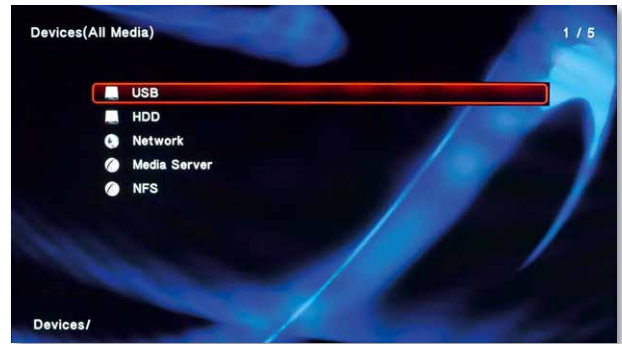 Devices(All Media)
1 / 5
USB
HDD
Network
Media Server
NFS
Devices/